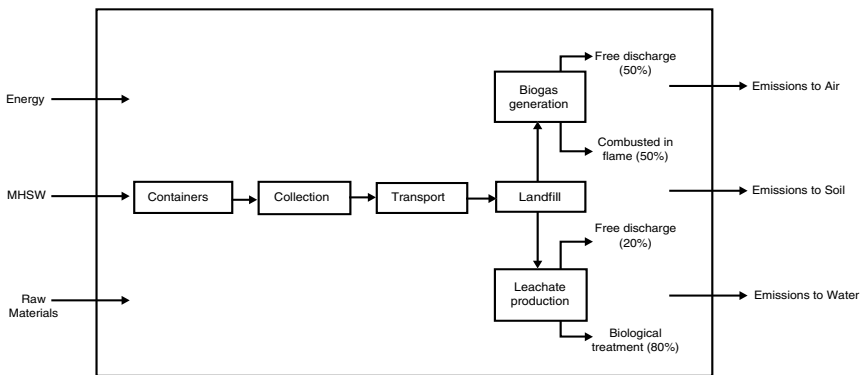 Energy
MHSW
Raw
Materials
Containers
Collection
Transport
Landfill
Biogas
generation
Free discharge
(50%)
Combusted in
flame (50%)
Leachate
production
Free discharge
(20%)
Biological
treatment (80%)
Emissions to Air
Emissions to Soil
Emissions to Water